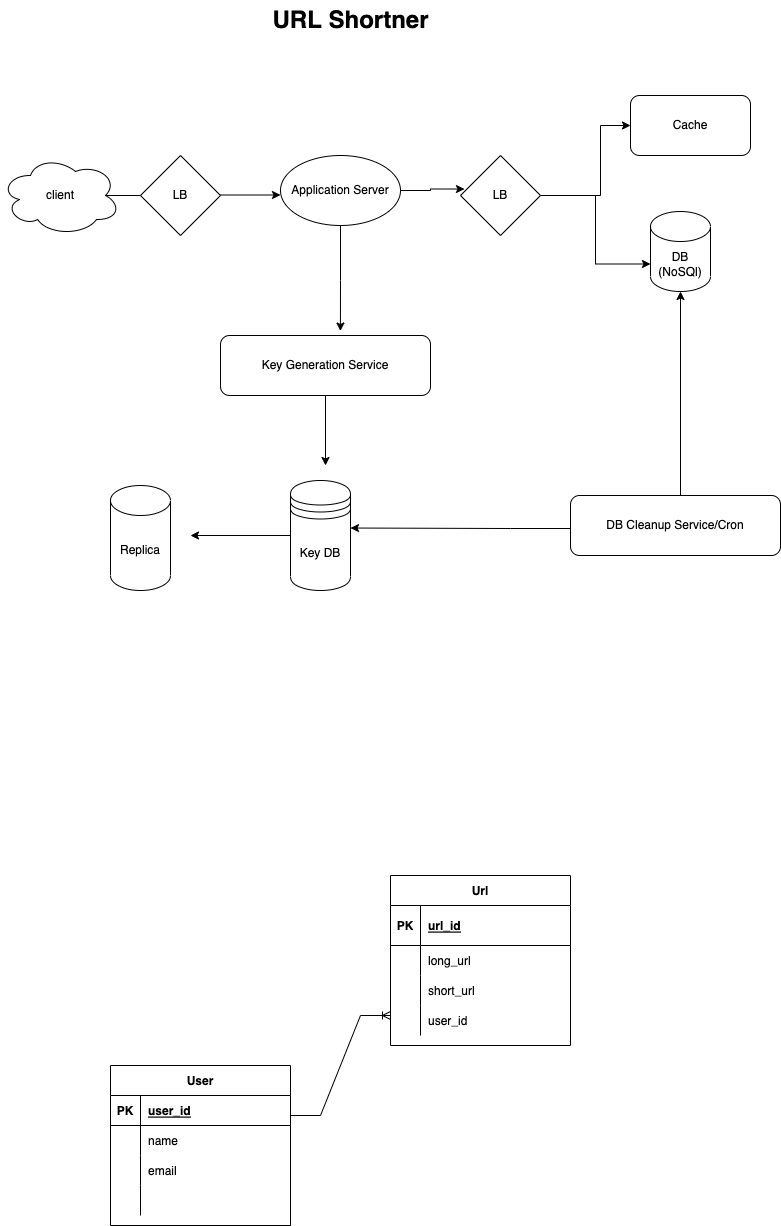 URL Shortner
Cache
client
LB
Application Server
LB
DB
(NoSQl)
Key Generation Service
Replica
Key DB
DB Cleanup Service/Cron
Url
PK url_id
long_url
short_url
user_id
User
PK user_id
name
email